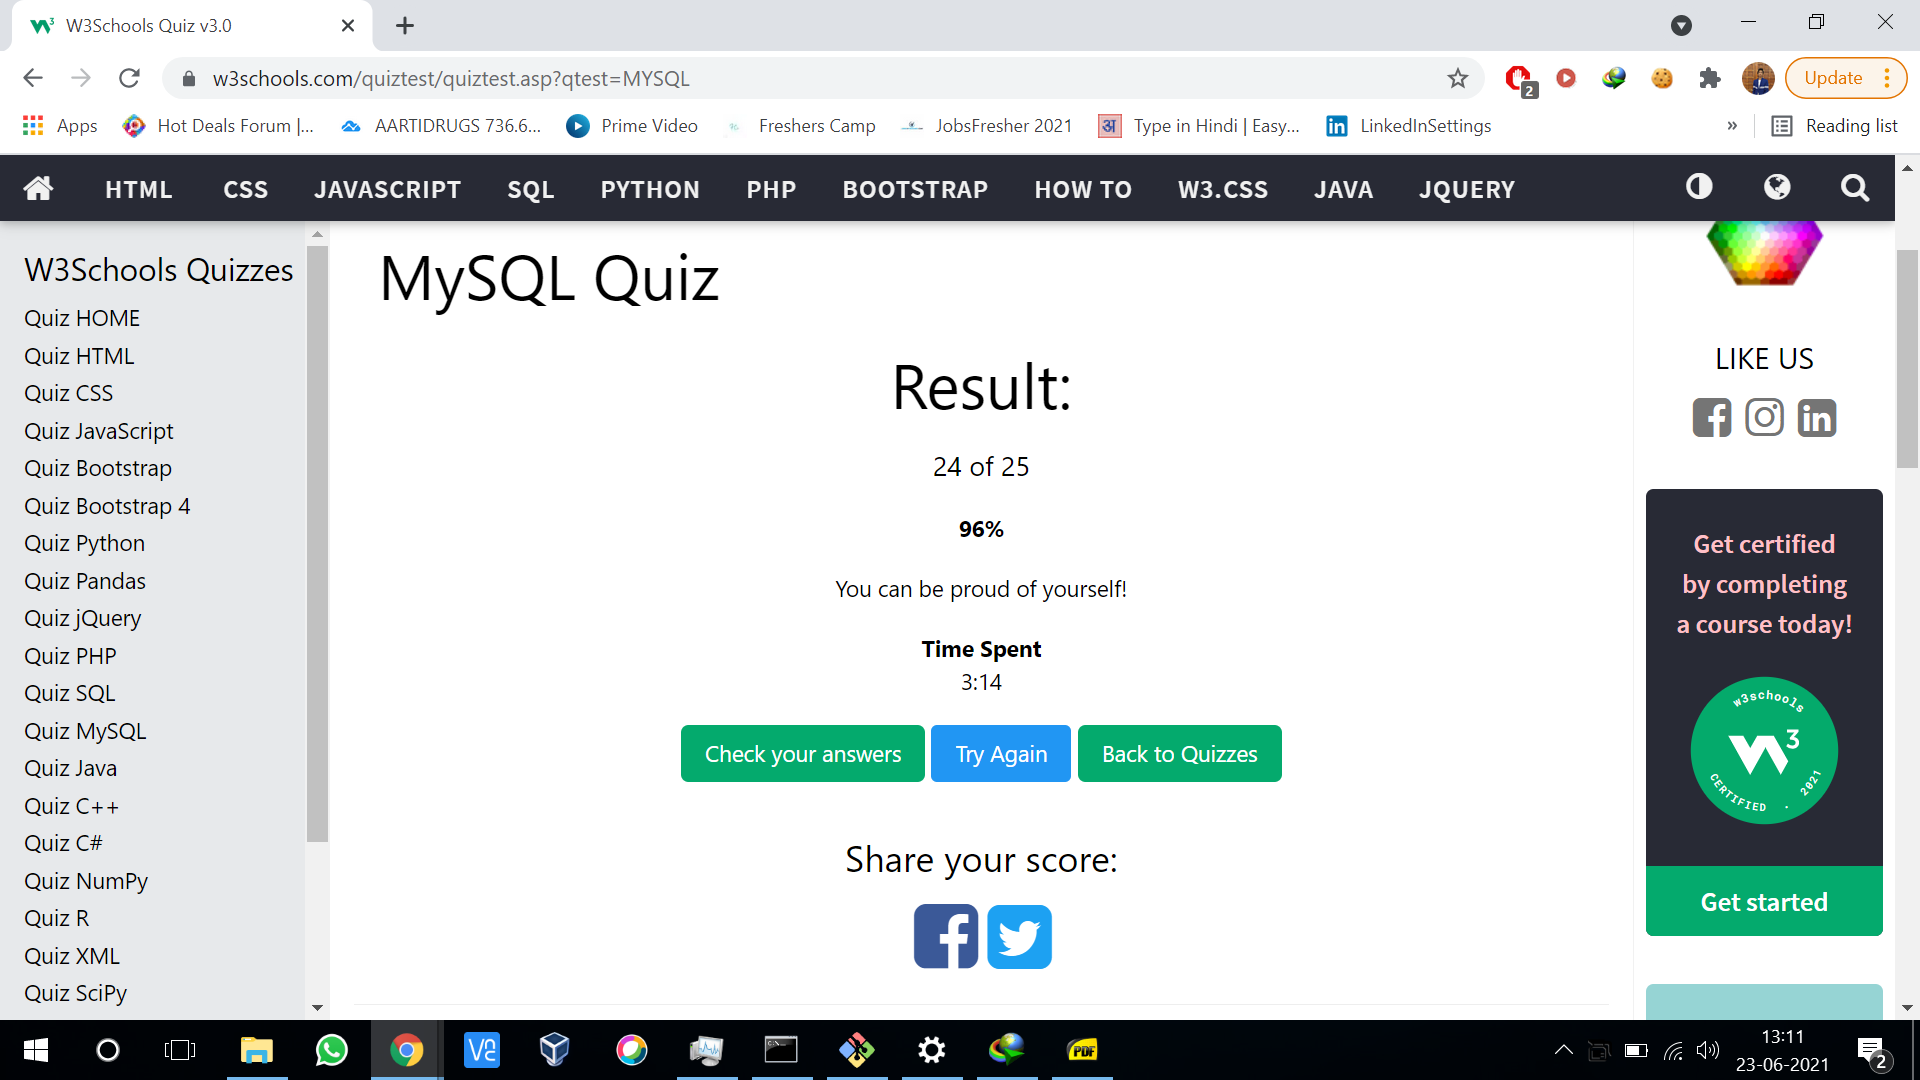 W3Schools Quiz v3.0
w3schools.com/quiztest/quiztest.asp?qtest=MYSQL
2
Update
Apps
Hot Deals Forum |...
AARTIDRUGS 736.6...
Prime Video
Freshers Camp
JobsFresher 2021
अ
Type in Hindi | Easy...
in
LinkedInSettings
»
Reading list
HTML
CSS
JAVASCRIPT
SQL
PYTHON
PHP
BOOTSTRAP
HOW TO
W3.CSS
JAVA
JQUERY
W3Schools Quizzes
Quiz HOME
Quiz HTML
Quiz CSS
Quiz JavaScript
Quiz Bootstrap
Quiz Bootstrap 4
Quiz Python
Quiz Pandas
Quiz jQuery
Quiz PHP
Quiz SQL
Quiz MySQL
Quiz Java
Quiz C++
Quiz C#
Quiz NumPy
Quiz R
Quiz XML
Quiz SciPy
MySQL Quiz
Result:
24 of 25
96%
You can be proud of yourself!
Time Spent
3:14
Check your answers
Try Again
Back to Quizzes
Share your score:
LIKE US
Get certified
by completing
a course today!
w3schools
3
CERTIFIED . 2021
Get started
PDF
13:11
23-06-2021
2